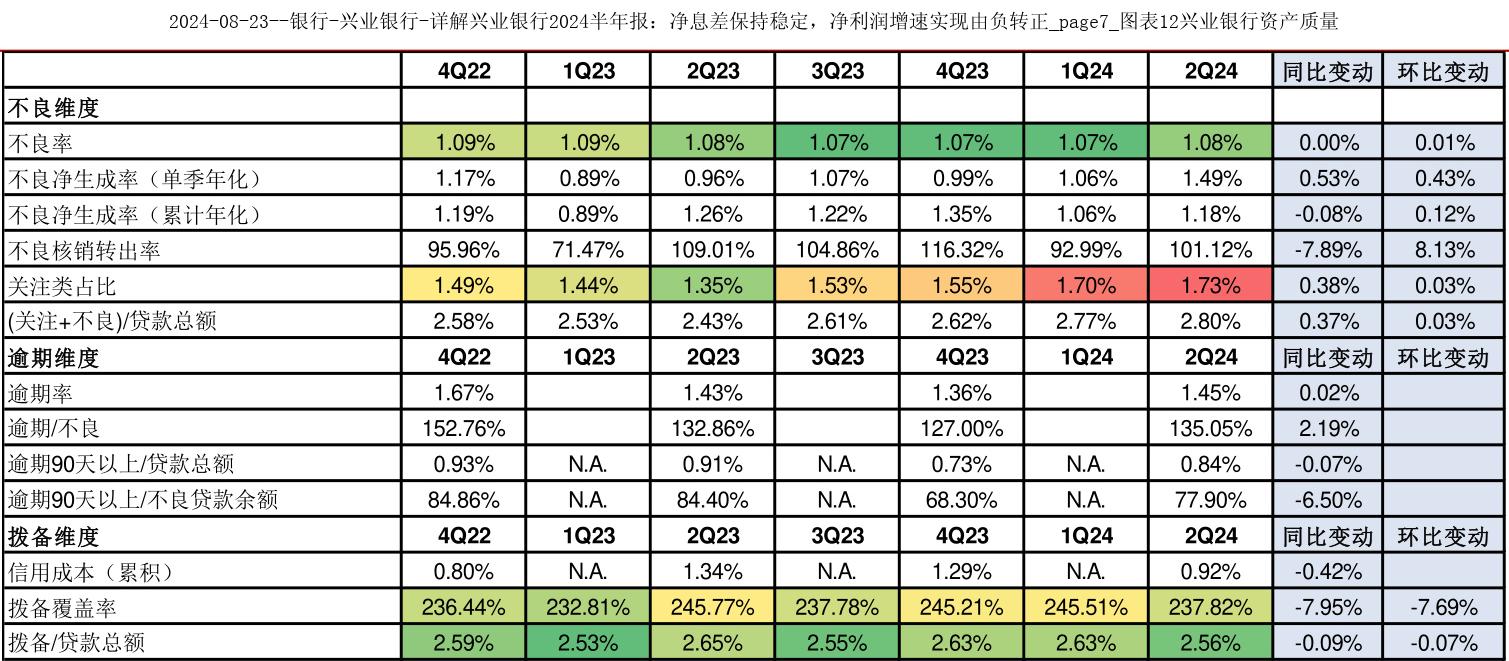 2024-08-23--银行-兴业银行-详解兴业银行2024半年报：净息差保持稳定，净利润增速实现由负转正_page7_图表12兴业银行资产质量
4Q22 1Q23 2Q23 3Q23 4Q23 1Q24 2Q24 同比变动 环比变动
不良维度
不良率 1.09% 1.09% 1.08% 1.07% 1.07% 1.07% 1.08% 0.00% 0.01%
不良净生成率（单季年化） 1.17% 0.89% 0.96% 1.07% 0.99% 1.06% 1.49% 0.53% 0.43%
不良净生成率（累计年化） 1.19% 0.89% 1.26% 1.22% 1.35% 1.06% 1.18% -0.08% 0.12%
不良核销转出率 95.96% 71.47% 109.01% 104.86% 116.32% 92.99% 101.12% -7.89% 8.13%
关注类占比 1.49% 1.44% 1.35% 1.53% 1.55% 1.70% 1.73% 0.38% 0.03%
(关注+不良)/贷款总额 2.58% 2.53% 2.43% 2.61% 2.62% 2.77% 2.80% 0.37% 0.03%
逾期维度 4Q22 1Q23 2Q23 3Q23 4Q23 1Q24 2Q24 同比变动 环比变动
逾期率 1.67% 1.43% 1.36% 1.45% 0.02%
逾期/不良 152.76% 132.86% 127.00% 135.05% 2.19%
逾期90天以上/贷款总额 0.93% N.A. 0.91% N.A. 0.73% N.A. 0.84% -0.07%
逾期90天以上/不良贷款余额 84.86% N.A. 84.40% N.A. 68.30% N.A. 77.90% -6.50%
拨备维度 4Q22 1Q23 2Q23 3Q23 4Q23 1Q24 2Q24 同比变动 环比变动
信用成本（累积） 0.80% N.A. 1.34% N.A. 1.29% N.A. 0.92% -0.42%
拨备覆盖率 236.44% 232.81% 245.77% 237.78% 245.21% 245.51% 237.82% -7.95% -7.69%
拨备/贷款总额 2.59% 2.53% 2.65% 2.55% 2.63% 2.63% 2.56% -0.09% -0.07%